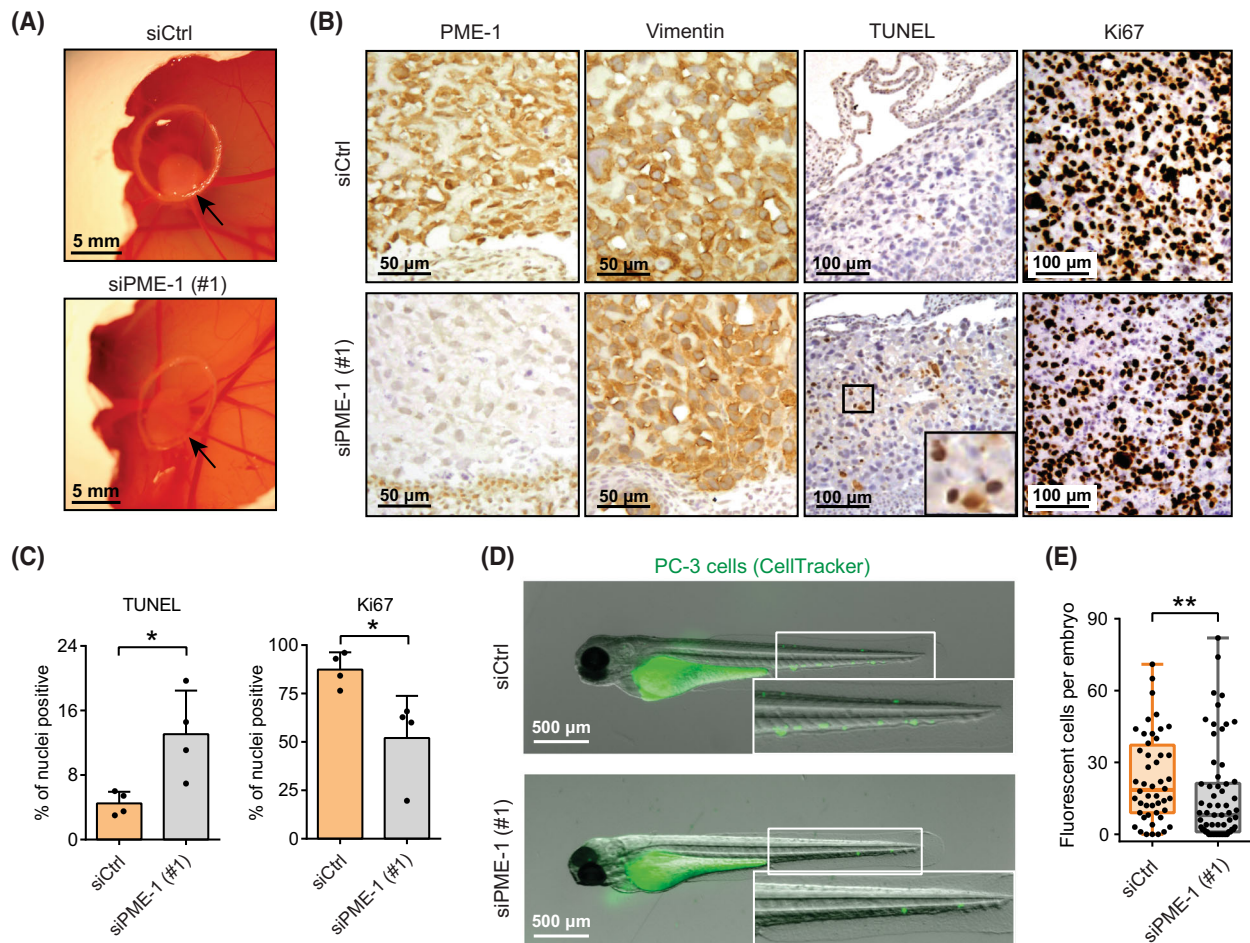 (A)
siCtrl
5 mm
siPME-1 (#1)
5 mm
(B)
PME-1 Vimentin TUNEL Ki67
siCtrl
50 µm 50 µm 100 µm 100 µm
siPME-1 (#1)
50 µm 50 µm 100 µm 100 µm
(C)
TUNEL
% of nuclei positive
24
16
8
0
*
siCtrl
siPME-1 (#1)
Ki67
% of nuclei positive
100
75
50
25
0
*
siCtrl
siPME-1 (#1)
(D)
PC-3 cells (CellTracker)
siCtrl
500 µm
siPME-1 (#1)
500 µm
(E)
Fluorescent cells per embryo
90
60
30
0
**
siCtrl
siPME-1 (#1)